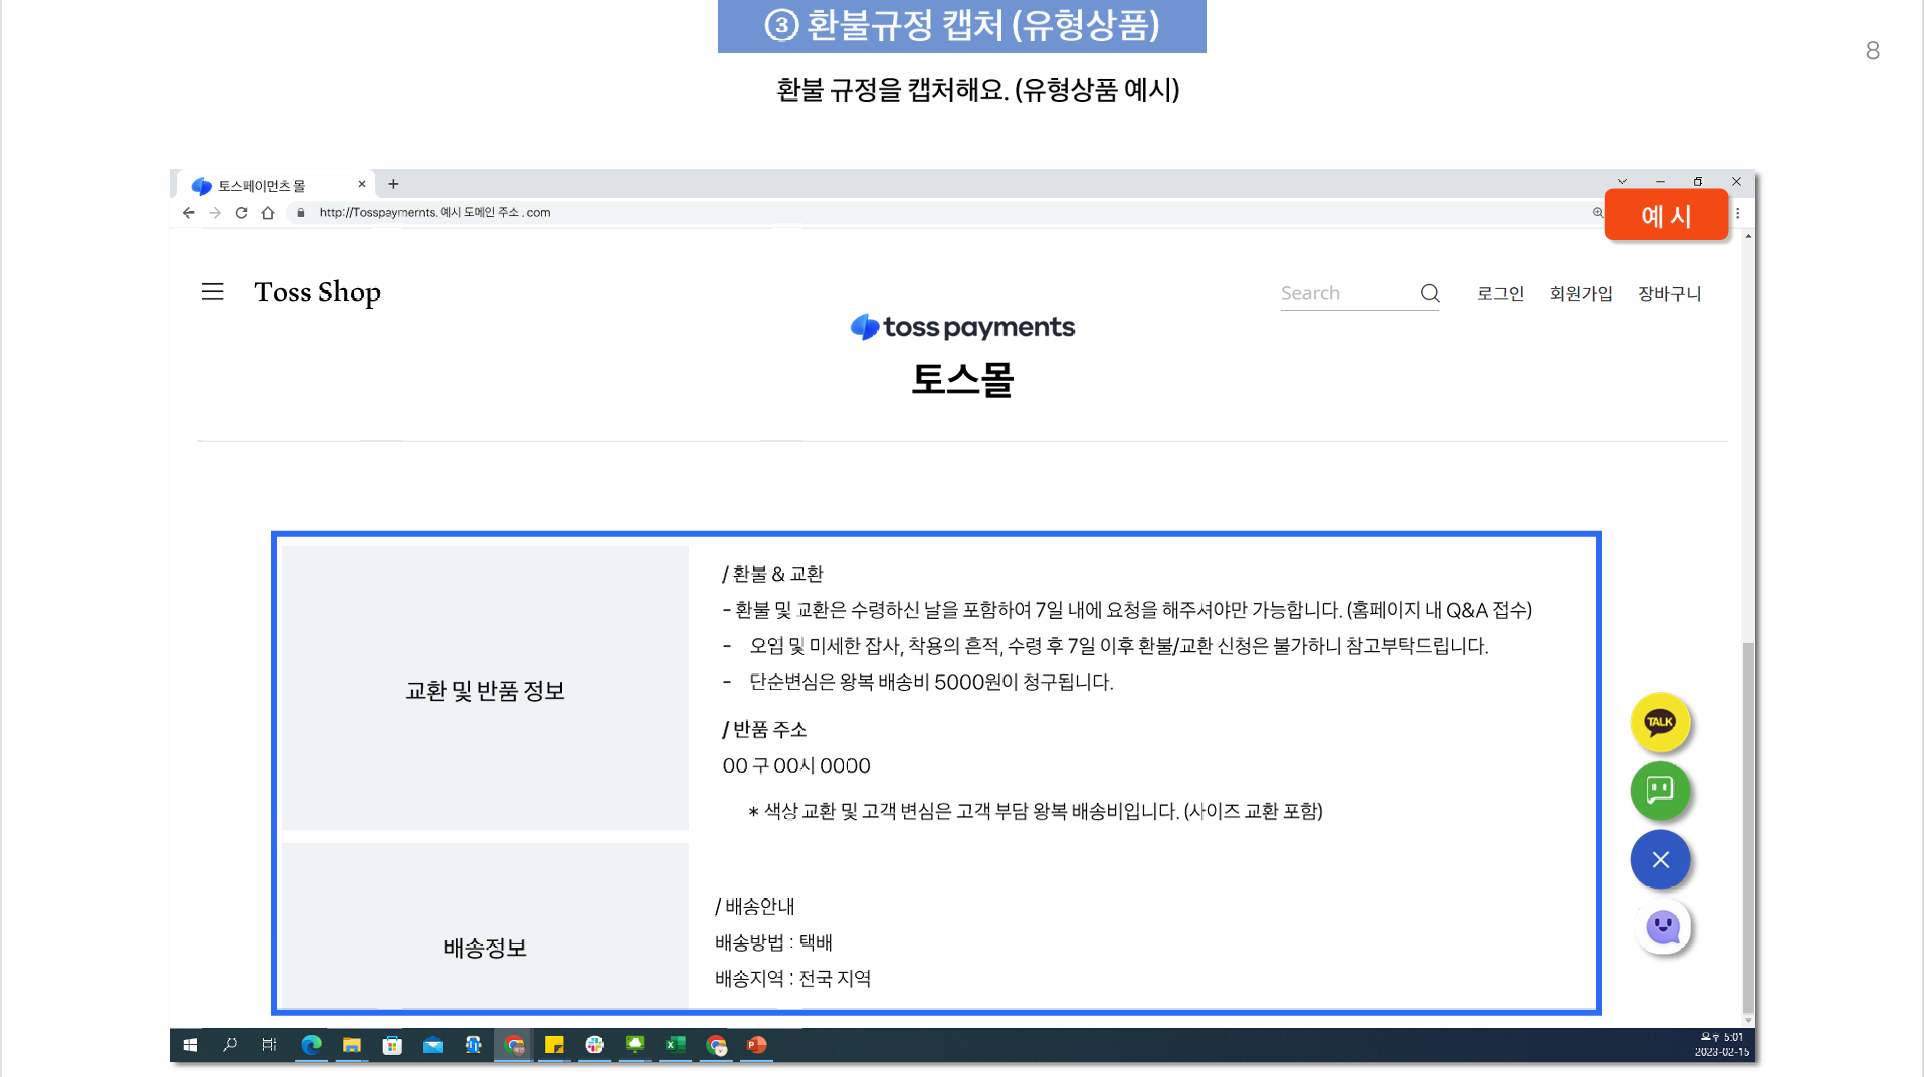 ③ 환불규정 캡처 (유형상품)
8
환불 규정을 캡처해요. (유형상품 예시)
토스페이먼츠 몰
http://Tosspaymernts. 예시 도메인 주소 . com
예 시
Toss Shop
Search
로그인 회원가입 장바구니
toss payments
토스몰
교환 및 반품 정보
/ 환불 & 교환
- 환불 및 교환은 수령하신 날을 포함하여 7일 내에 요청을 해주셔야만 가능합니다. (홈페이지 내 Q&A 접수)
- 오염 및 미세한 잡사, 착용의 흔적, 수령 후 7일 이후 환불/교환 신청은 불가하니 참고부탁드립니다.
- 단순변심은 왕복 배송비 5000원이 청구됩니다.
/ 반품 주소
00 구 00시 0000
* 색상 교환 및 고객 변심은 고객 부담 왕복 배송비입니다. (사이즈 교환 포함)
TALK
배송정보
/ 배송안내
배송방법 : 택배
배송지역 : 전국 지역
오후 5:01
2023-02-15